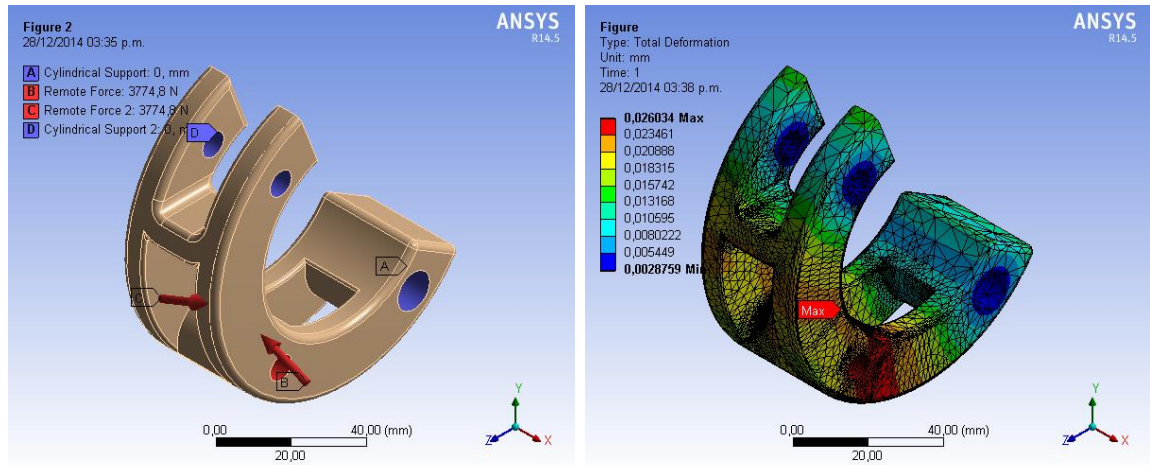 Figure 2
28/12/2014 03:35 p.m.
ANSYS
R14.5
A Cylindrical Support: 0, mm
B Remote Force: 3774,8 N
C Remote Force 2: 3774,8 N
D Cylindrical Support 2: 0, m
D
A
C
B
0,00 40,00 (mm)
20,00
Y
Z X
Figure
Type: Total Deformation
Unit: mm
Time: 1
28/12/2014 03:38 p.m.
ANSYS
R14.5
0,026034 Max
0,023461
0,020888
0,018315
0,015742
0,013168
0,010595
0,0080222
0,005449
0,0028759 Min
Max
0,00 40,00 (mm)
20,00
Y
Z X